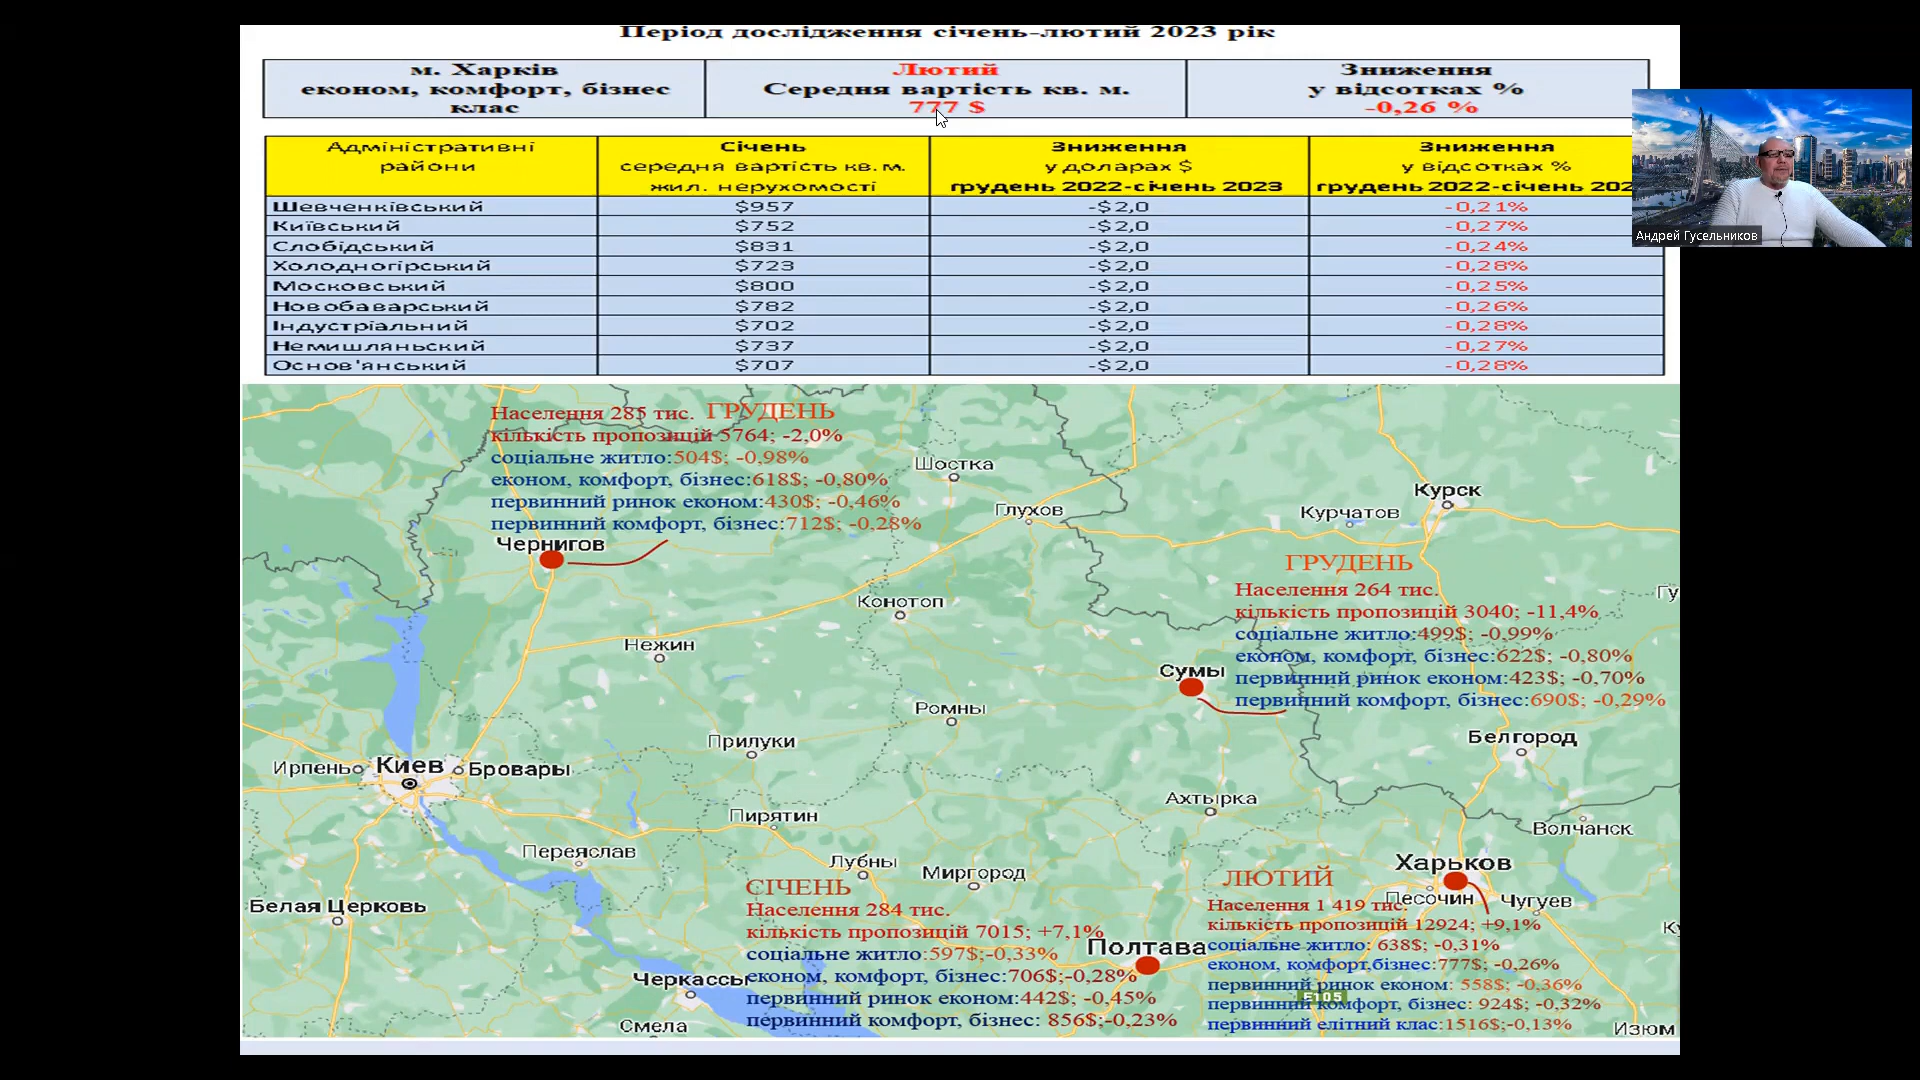 Період дослідження січень-лютий 2023 рік
м. Харків
економ, комфорт, бізнес
клас
Лютий
Середня вартість кв. м.
777 $
Зниження
у відсотках %
-0,26 %
Адміністративні
райони
Січень
середня вартість кв. м.
жил. нерухомості
Зниження
у доларах $
грудень 2022-січень 2023
Зниження
у відсотках %
грудень 2022-січень 202
Шевченківський $957 -$2,0 -0,21%
Київський $752 -$2,0 -0,27%
Слобідський $831 -$2,0 -0,24%
Холодногірський $723 -$2,0 -0,28%
Московський $800 -$2,0 -0,25%
Новобаварський $782 -$2,0 -0,26%
Індустріальний $702 -$2,0 -0,28%
Немишляньский $737 -$2,0 -0,27%
Основ'янський $707 -$2,0 -0,28%
Андрей Гусельников
Населення 285 тис. ГРУДЕНЬ
кількість пропозицій 5764; -2,0%
соціальне житло:504$; -0,98%
економ, комфорт, бізнес:618$; -0,80%
первинний ринок економ:430$; -0,46%
первинний комфорт, бізнес:712$; -0,28%
Чернигов
Шостка
Глухов
Курск
Курчатов
ГРУДЕНЬ
Населення 264 тис.
кількість пропозицій 3040; -11,4%
соціальне житло:499$; -0,99%
економ, комфорт, бізнес:622$; -0,80%
первинний ринок економ:423$; -0,70%
первинний комфорт, бізнес:690$; -0,29%
Гу
Конотоп
Нежин
Сумы
Ромны
Прилуки
Белгород
Ирпень
Киев
Бровары
Ахтырка
Пирятин
Волчанск
Переяслав
Лубны
Миргород
Харьков
Песочин
Чугуев
Белая Церковь
СІЧЕНЬ
Населення 284 тис.
кількість пропозицій 7015; +7,1%
соціальне житло:597$;-0,33%
економ, комфорт, бізнес:706$;-0,28%
первинний ринок економ:442$; -0,45%
первинний комфорт, бізнес: 856$;-0,23%
Полтава
ЛЮТИЙ
Населення 1 419 тис.
кількість пропозицій 12924; +9,1%
соціальне житло: 638$; -0,31%
економ, комфорт,бізнес:777$; -0,26%
первинний ринок економ: 558$; -0,36%
первинний комфорт, бізнес: 924$; -0,32%
первинний елітний клас:1516$;-0,13%
E105
К
Черкассы
Смела
Изюм